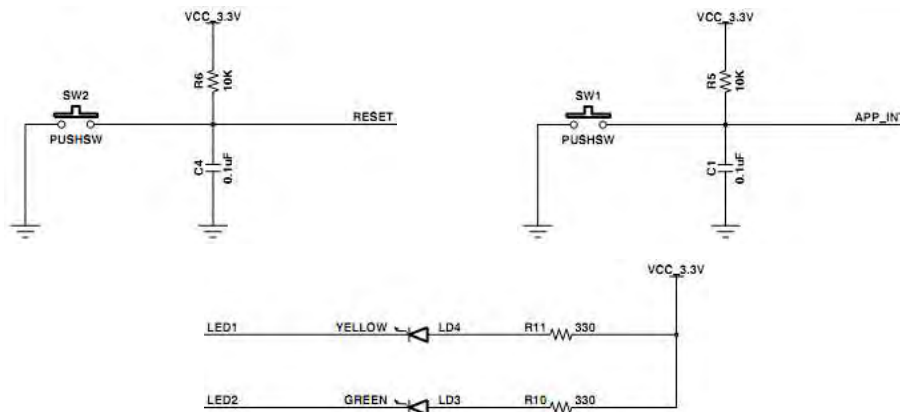 VCC_3.3V
R6
10K
SW2
PUSHSW
RESET
C4
0.1uF
VCC_3.3V
R5
10K
SW1
PUSHSW
APP_INT
C1
0.1uF
VCC_3.3V
LED1 YELLOW LD4 R11 330
LED2 GREEN LD3 R10 330